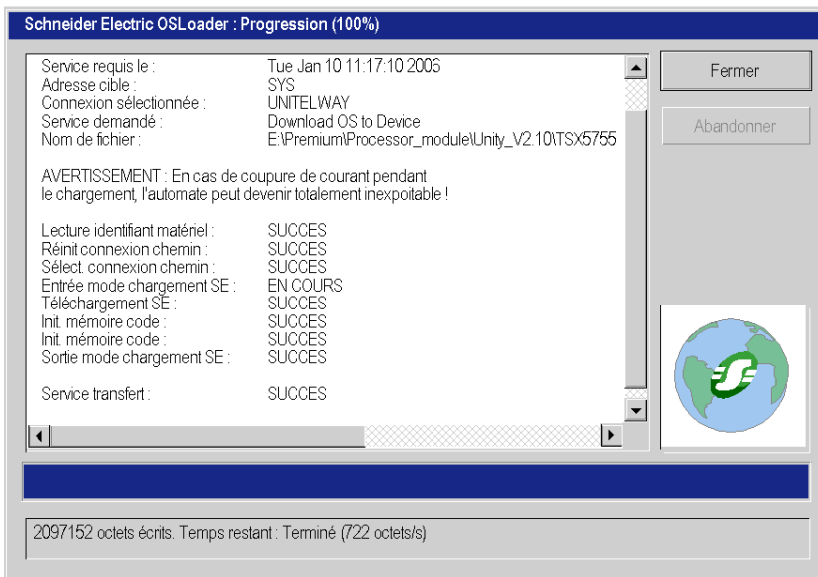 Schneider Electric OSLoader : Progression (100%)
Service requis le : Tue Jan 10 11:17:10 2006
Adresse cible : SYS
Connexion sélectionnée : UNITELWAY
Service demandé : Download OS to Device
Nom de fichier : E:\Premium\Processor_module\Unity_V2.10\TSX5755
AVERTISSEMENT : En cas de coupure de courant pendant
le chargement, l'automate peut devenir totalement inexpoitable !
Lecture identifiant matériel : SUCCES
Réinit connexion chemin : SUCCES
Sélect. connexion chemin : SUCCES
Entrée mode chargement SE : EN COURS
Téléchargement SE : SUCCES
Init. mémoire code : SUCCES
Init. mémoire code : SUCCES
Sortie mode chargement SE : SUCCES
Service transfert : SUCCES
Fermer
Abandonner
2097152 octets écrits. Temps restant : Terminé (722 octets/s)